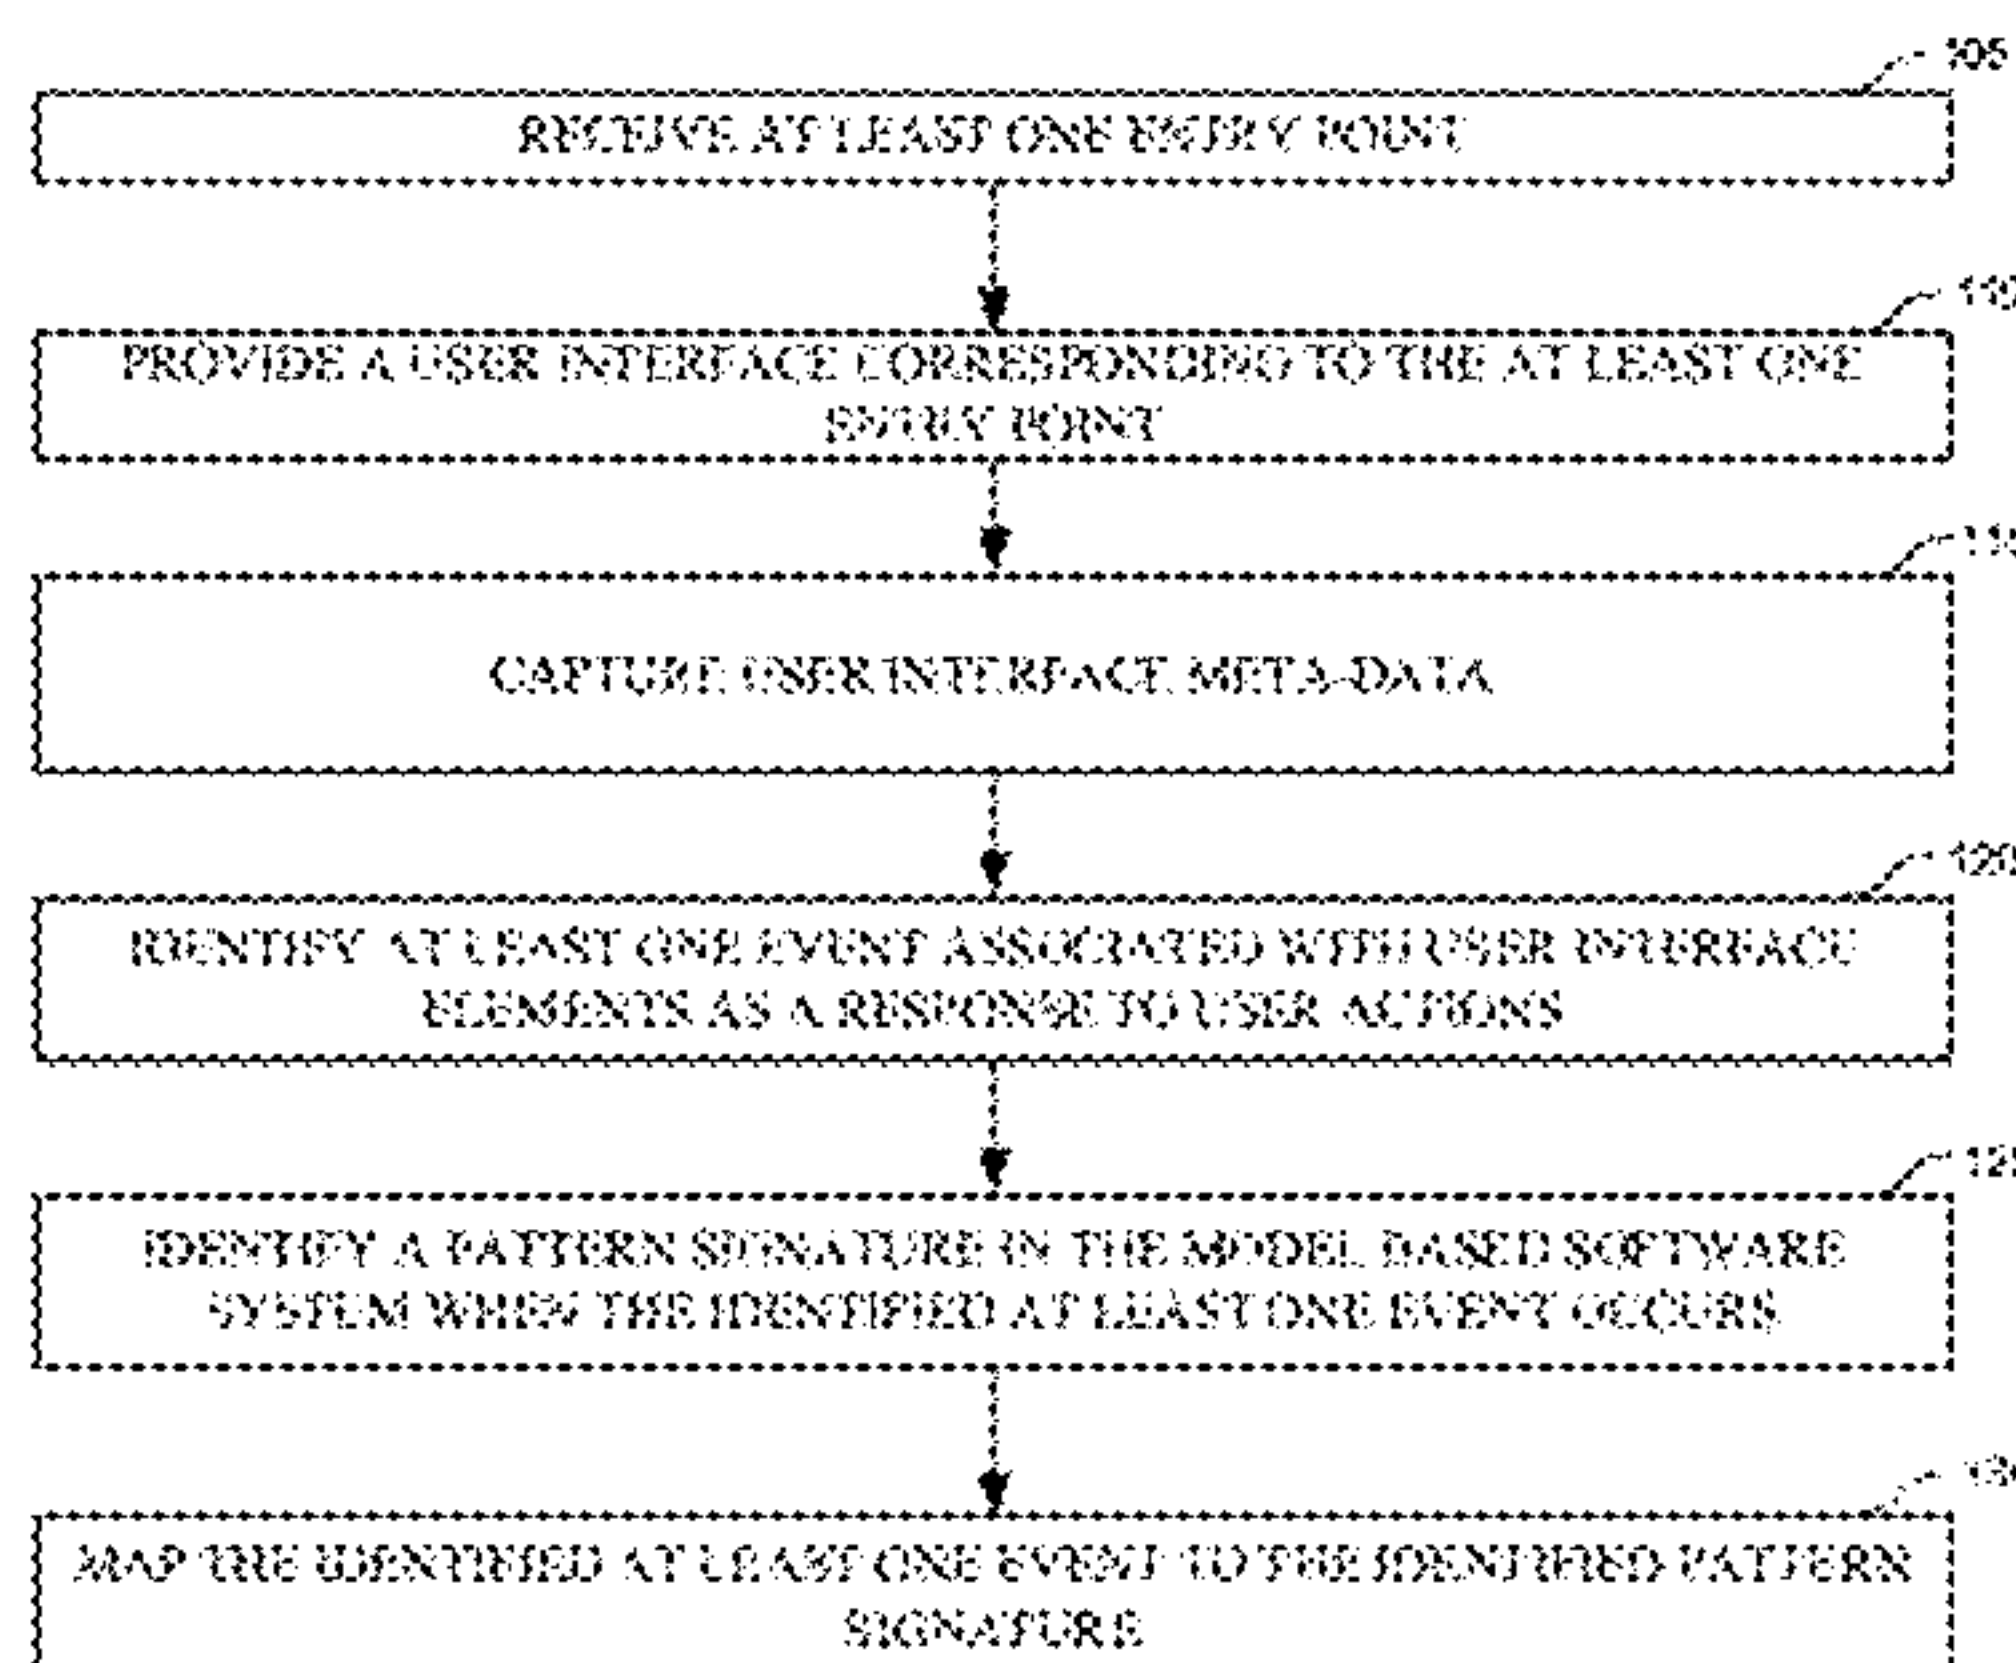 105
RECEIVE AT LEAST ONE ENTRY POINT
110
PROVIDE A USER INTERFACE CORRESPONDING TO THE AT LEAST ONE
ENTRY POINT
CAPTURE USER INTERFACE META-DATA
120
IDENTIFY AT LEAST ONE EVENT ASSOCIATED WITH USER INTERFACE
ELEMENTS AS A RESPONSE TO USER ACTIONS
IDENTIFY A PATTERN SIGNATURE IN THE MODEL BASED SOFTWARE
SYSTEM WHEN THE IDENTIFIED AT LEAST ONE EVENT OCCURS
MAP THE IDENTIFIED AT LEAST ONE EVENT TO THE IDENTIFIED PATTERN
SIGNATURE